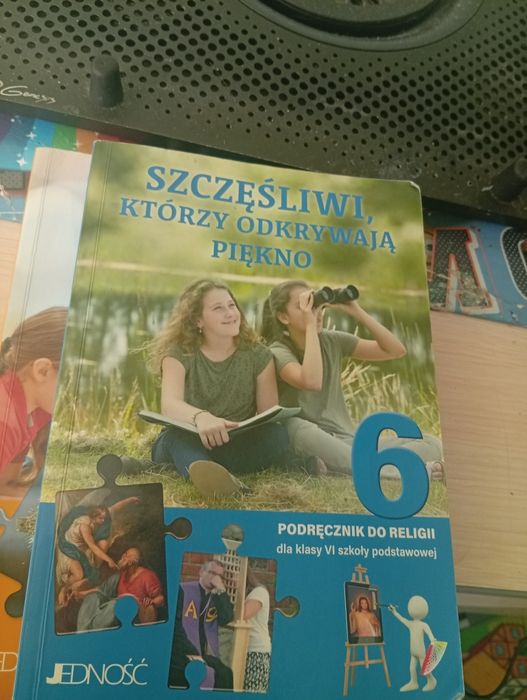 SZCZĘŚLIWI,
KTÓRZY ODKRYWAJĄ
PIĘKNO
6
PODRĘCZNIK DO RELIGII
dla klasy VI szkoły podstawowej
JEDNOŚĆ